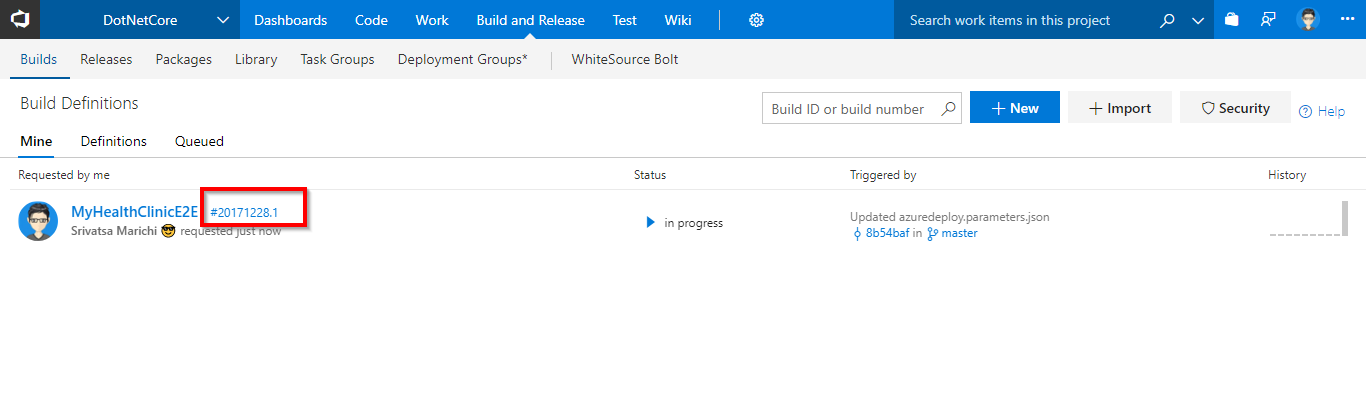 DotNetCore Dashboards Code Work Build and Release Test Wiki Search work items in this project
Builds Releases Packages Library Task Groups Deployment Groups* WhiteSource Bolt
Build Definitions
Build ID or build number New Import Security Help
Mine Definitions Queued
Requested by me Status Triggered by History
MyHealthClinicE2E #20171228.1
Srivatsa Marichi 😎 requested just now
in progress
Updated azuredeploy.parameters.json
8b54baf in master